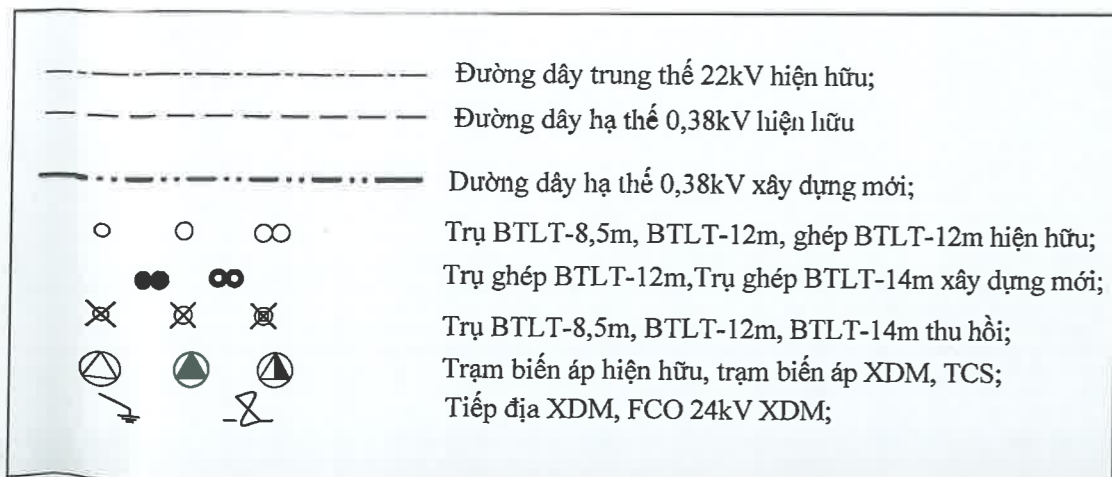 Đường dây trung thế 22kV hiện hữu;
Đường dây hạ thế 0,38kV hiện hữu
Dường dây hạ thế 0,38kV xây dựng mới;
Trụ BTLT-8,5m, BTLT-12m, ghép BTLT-12m hiện hữu;
Trụ ghép BTLT-12m,Trụ ghép BTLT-14m xây dựng mới;
Trụ BTLT-8,5m, BTLT-12m, BTLT-14m thu hồi;
Trạm biến áp hiện hữu, trạm biến áp XDM, TCS;
Tiếp địa XDM, FCO 24kV XDM;